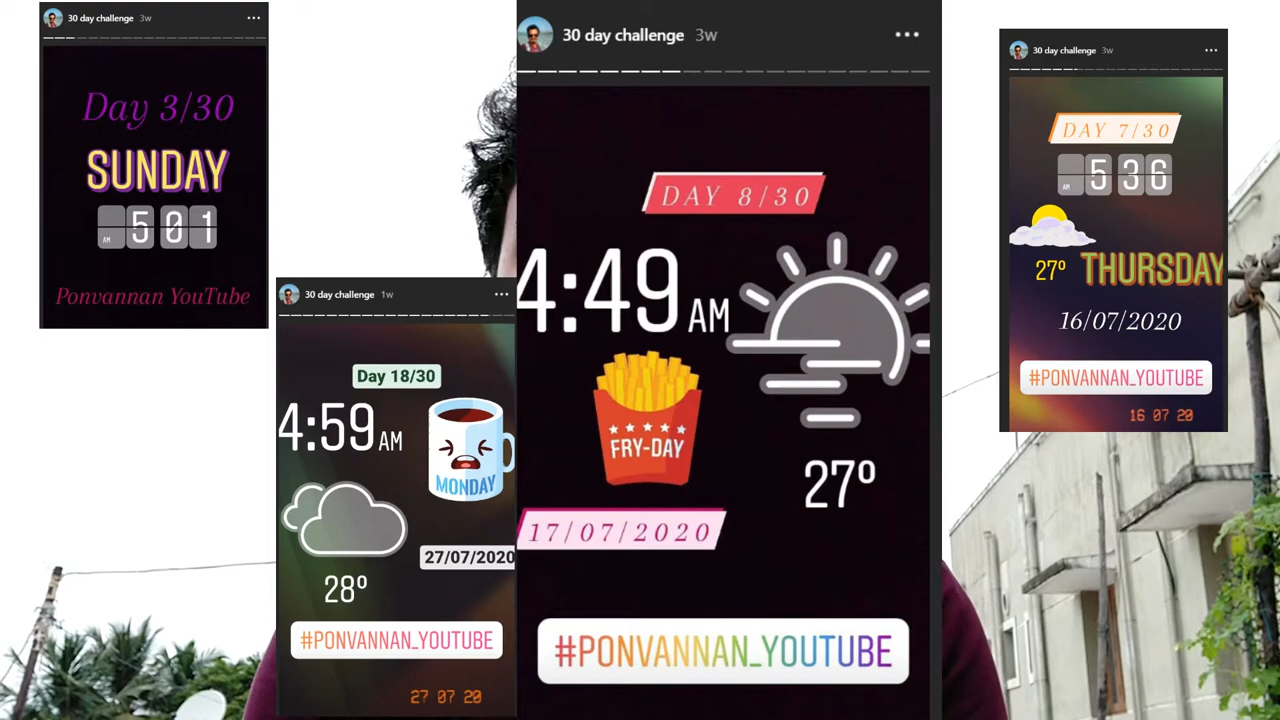 30 day challenge 3w
Day 3/30
SUNDAY
AM 5 01
Ponvannan YouTube
30 day challenge 1w
Day 18/30
4:59 AM
MONDAY
27/07/2020
28°
#PONVANNAN_YOUTUBE
27 07 20
30 day challenge 3w
DAY 8/30
4:49 AM
FRY-DAY
27°
17/07/2020
#PONVANNAN_YOUTUBE
30 day challenge 3w
DAY 7/30
AM 5 36
27° THURSDAY
16/07/2020
#PONVANNAN_YOUTUBE
16 07 20